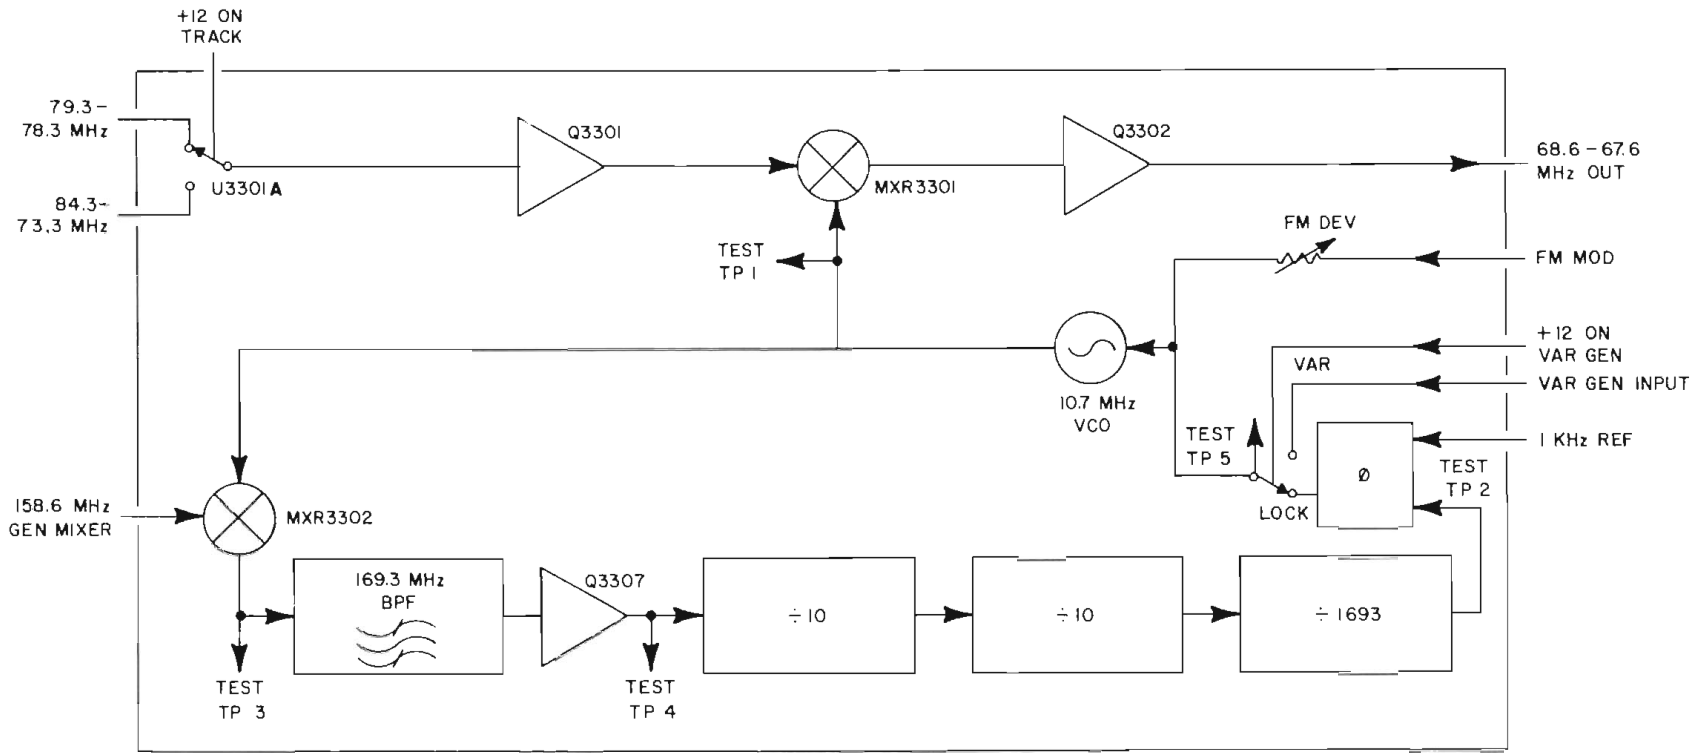 +12 ON
TRACK
79.3–
78.3 MHz
U3301A
84.3–
73.3 MHz
Q3301
MXR3301
Q3302
68.6–67.6
MHz OUT
TEST
TP 1
FM DEV
FM MOD
+12 ON
VAR GEN
VAR
VAR GEN INPUT
10.7 MHz
VCO
TEST
TP 5
LOCK
Ø
1 KHz REF
TEST
TP 2
158.6 MHz
GEN MIXER
MXR3302
169.3 MHz
BPF
Q3307
÷10
÷10
÷1693
TEST
TP 3
TEST
TP 4